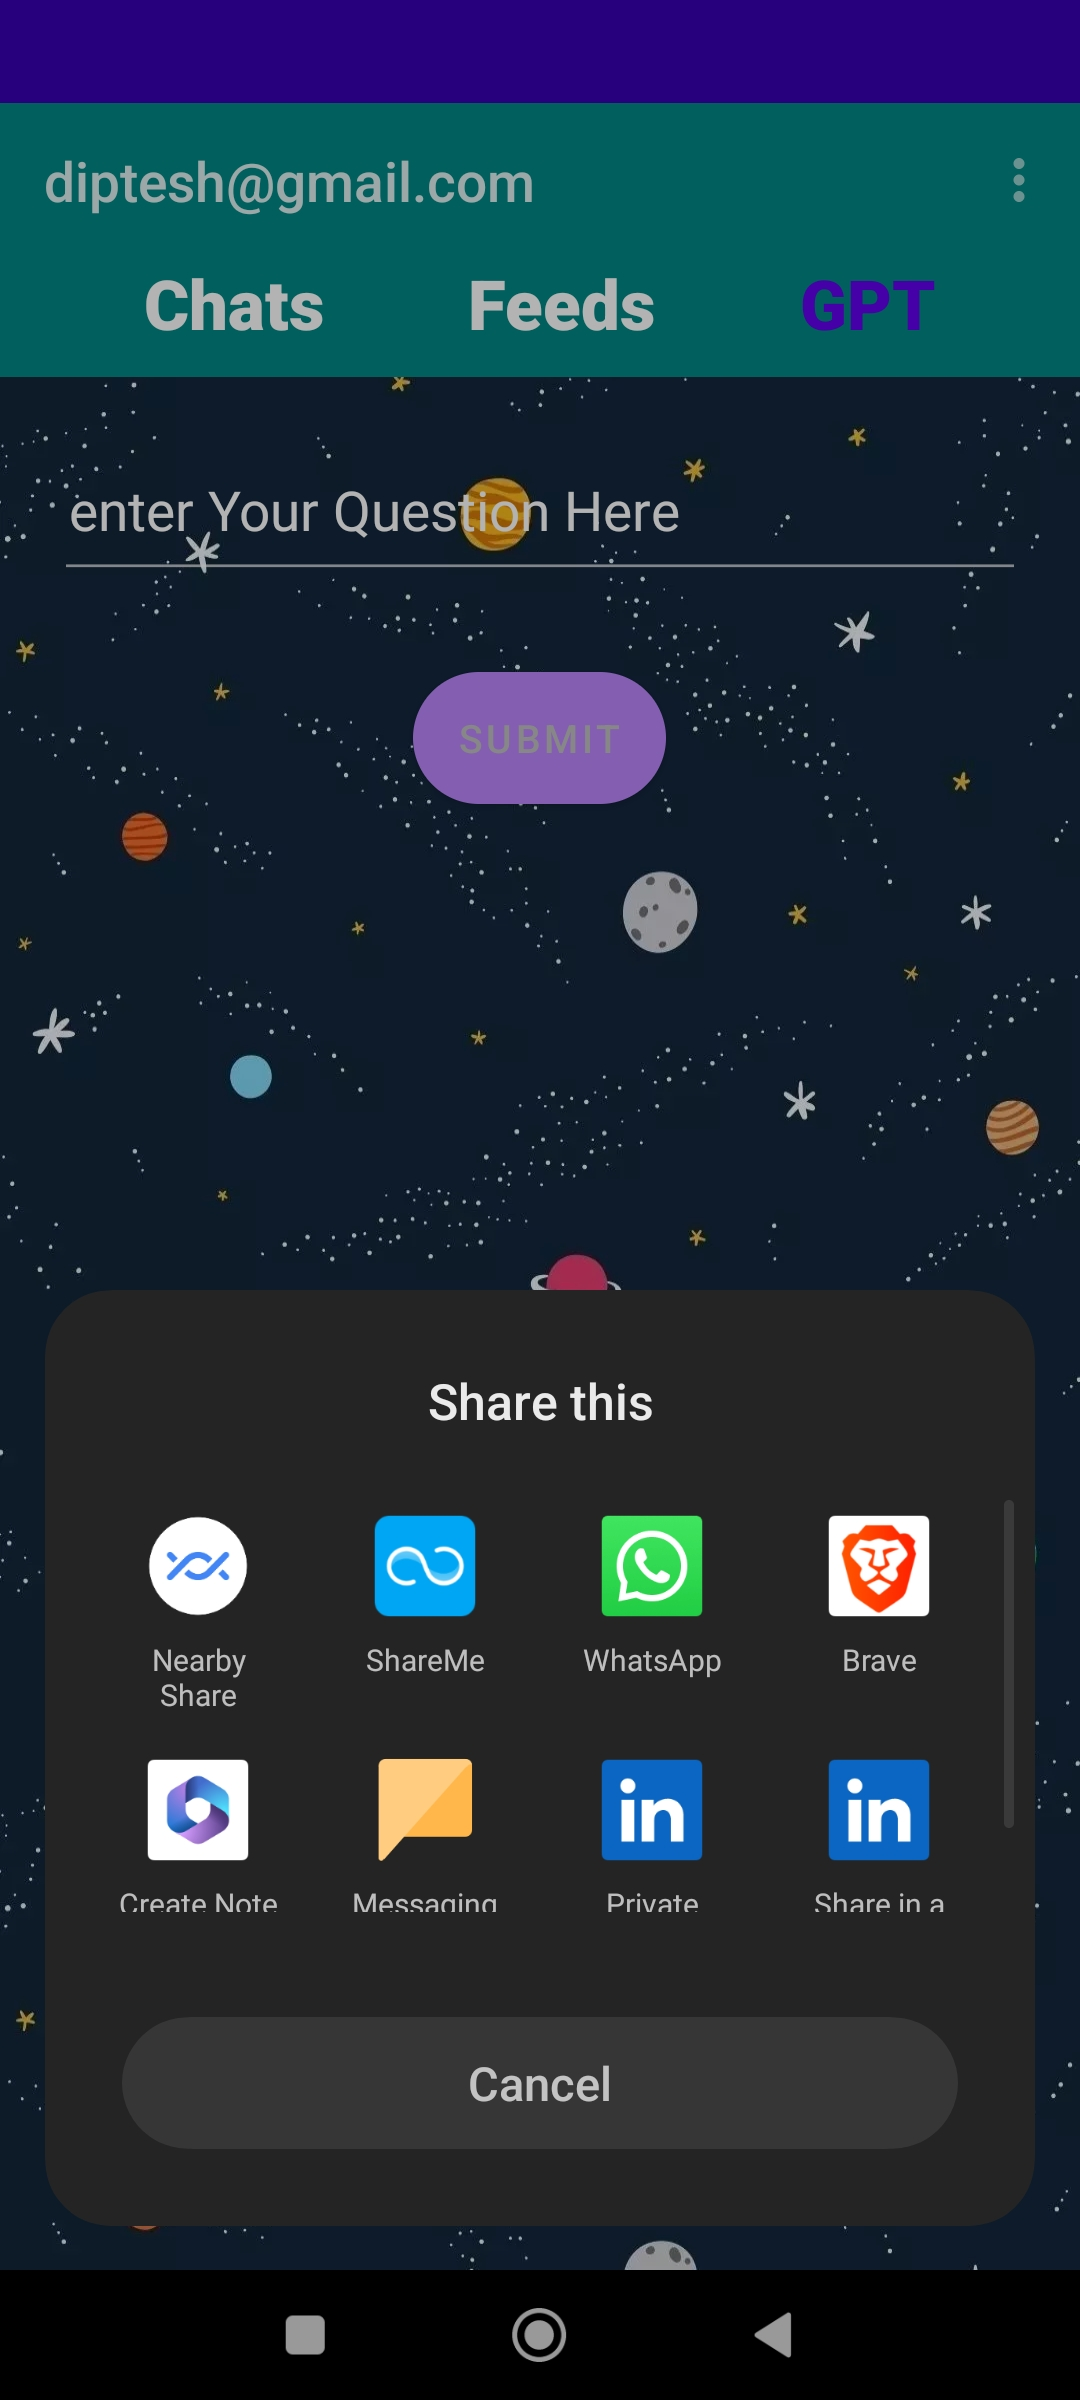 diptesh@gmail.com
Chats Feeds GPT
enter Your Question Here
SUBMIT
Share this
Nearby Share ShareMe WhatsApp Brave
Create Note Messaging Private Share in a
Cancel